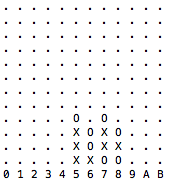 . . . . . . . . . . . .
. . . . . . . . . . . .
. . . . . . . . . . . .
. . . . . . . . . . . .
. . . . . . . . . . . .
. . . . . . . . . . . .
. . . . . . . . . . . .
. . . . . . . . . . . .
. . . . . O . O . . . .
. . . . . X O X O . . .
. . . . . X X X O . . .
. . . . . X X O O . . .
0 1 2 3 4 5 6 7 8 9 A B